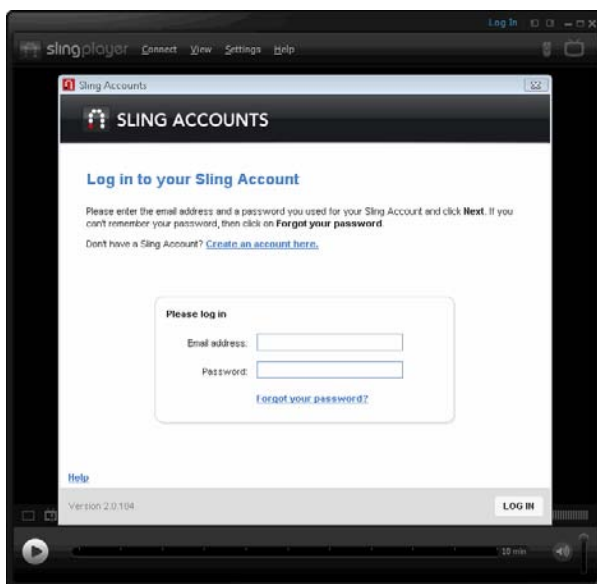 Log In
slingplayer Connect View Settings Help
Sling Accounts
SLING ACCOUNTS
Log in to your Sling Account
Please enter the email address and a password you used for your Sling Account and click Next. If you
can't remember your password, then click on Forgot your password.
Don't have a Sling Account? Create an account here.
Please log in
Email address:
Password:
Forgot your password?
Help
Version 2.0.104
LOG IN
10 min